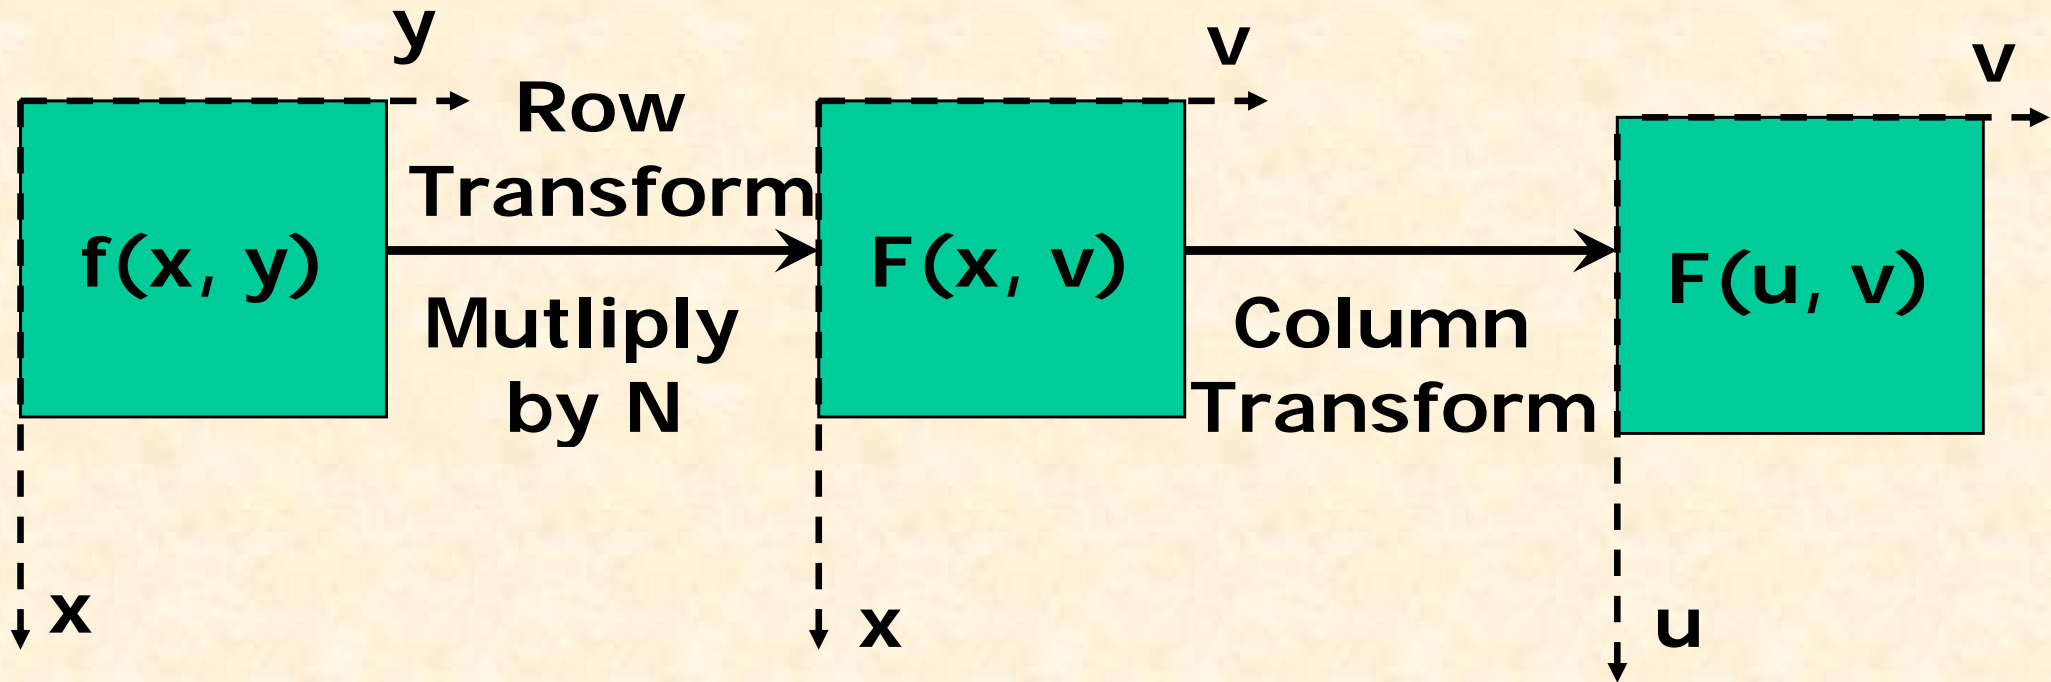 y
Row
Transform
f(x, y)
Mutliply
by N
x
v
F(x, v)
x
Column
Transform
v
F(u, v)
u